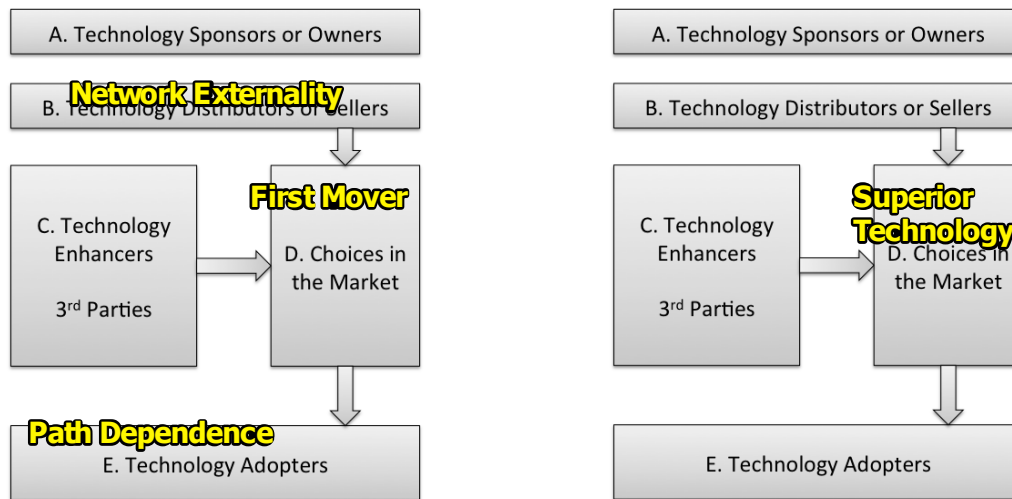 A. Technology Sponsors or Owners
Network Externality
B. Technology Distributors or Sellers
First Mover
C. Technology
Enhancers
3rd Parties
D. Choices in
the Market
Path Dependence
E. Technology Adopters
A. Technology Sponsors or Owners
B. Technology Distributors or Sellers
Superior
Technology
C. Technology
Enhancers
3rd Parties
D. Choices in
the Market
E. Technology Adopters